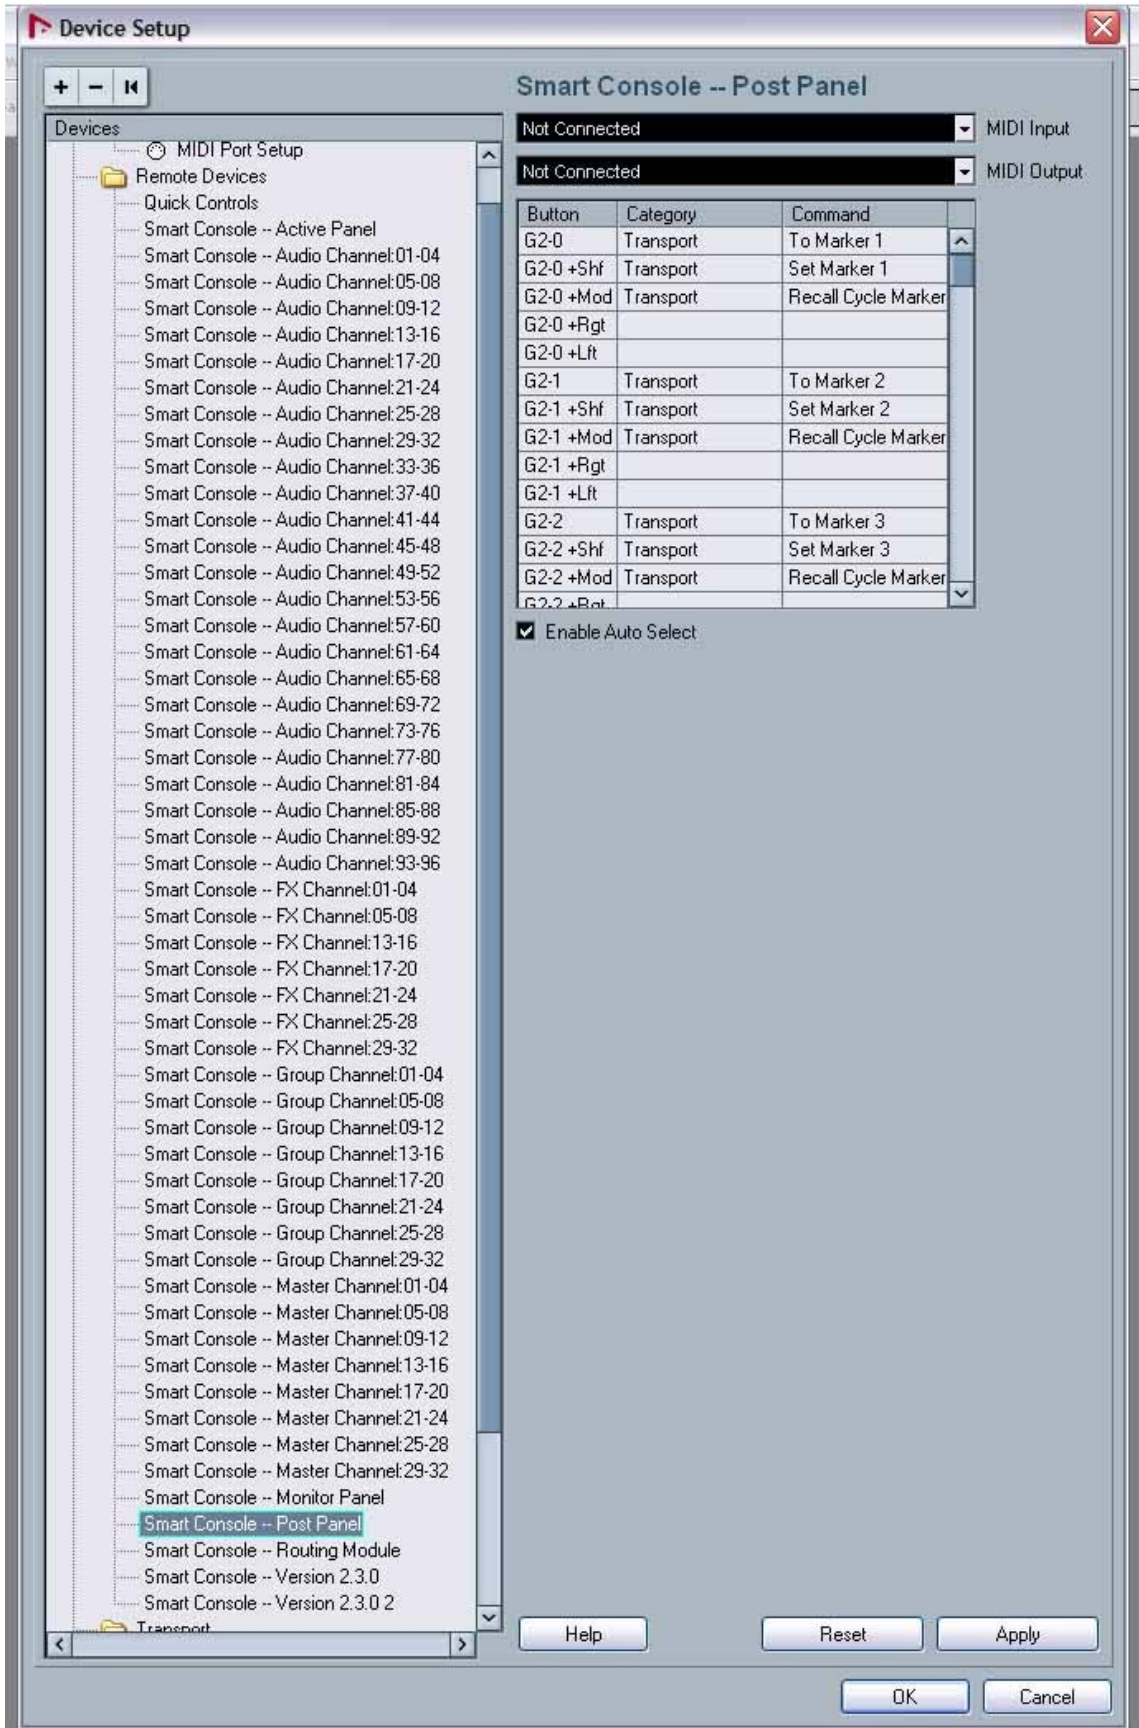 Device Setup
Smart Console -- Post Panel
Devices
MIDI Port Setup
Remote Devices
Quick Controls
Smart Console -- Active Panel
Smart Console -- Audio Channel:01-04
Smart Console -- Audio Channel:05-08
Smart Console -- Audio Channel:09-12
Smart Console -- Audio Channel:13-16
Smart Console -- Audio Channel:17-20
Smart Console -- Audio Channel:21-24
Smart Console -- Audio Channel:25-28
Smart Console -- Audio Channel:29-32
Smart Console -- Audio Channel:33-36
Smart Console -- Audio Channel:37-40
Smart Console -- Audio Channel:41-44
Smart Console -- Audio Channel:45-48
Smart Console -- Audio Channel:49-52
Smart Console -- Audio Channel:53-56
Smart Console -- Audio Channel:57-60
Smart Console -- Audio Channel:61-64
Smart Console -- Audio Channel:65-68
Smart Console -- Audio Channel:69-72
Smart Console -- Audio Channel:73-76
Smart Console -- Audio Channel:77-80
Smart Console -- Audio Channel:81-84
Smart Console -- Audio Channel:85-88
Smart Console -- Audio Channel:89-92
Smart Console -- Audio Channel:93-96
Smart Console -- FX Channel:01-04
Smart Console -- FX Channel:05-08
Smart Console -- FX Channel:13-16
Smart Console -- FX Channel:17-20
Smart Console -- FX Channel:21-24
Smart Console -- FX Channel:25-28
Smart Console -- FX Channel:29-32
Smart Console -- Group Channel:01-04
Smart Console -- Group Channel:05-08
Smart Console -- Group Channel:09-12
Smart Console -- Group Channel:13-16
Smart Console -- Group Channel:17-20
Smart Console -- Group Channel:21-24
Smart Console -- Group Channel:25-28
Smart Console -- Group Channel:29-32
Smart Console -- Master Channel:01-04
Smart Console -- Master Channel:05-08
Smart Console -- Master Channel:09-12
Smart Console -- Master Channel:13-16
Smart Console -- Master Channel:17-20
Smart Console -- Master Channel:21-24
Smart Console -- Master Channel:25-28
Smart Console -- Master Channel:29-32
Smart Console -- Monitor Panel
Smart Console -- Post Panel
Smart Console -- Routing Module
Smart Console -- Version 2.3.0
Smart Console -- Version 2.3.0 2
Transport
Not Connected MIDI Input
Not Connected MIDI Output
Button Category Command
G2-0 Transport To Marker 1
G2-0 +Shf Transport Set Marker 1
G2-0 +Mod Transport Recall Cycle Marker
G2-0 +Rgt
G2-0 +Lft
G2-1 Transport To Marker 2
G2-1 +Shf Transport Set Marker 2
G2-1 +Mod Transport Recall Cycle Marker
G2-1 +Rgt
G2-1 +Lft
G2-2 Transport To Marker 3
G2-2 +Shf Transport Set Marker 3
G2-2 +Mod Transport Recall Cycle Marker
G2-2 +Rgt
Enable Auto Select
Help Reset Apply
OK Cancel